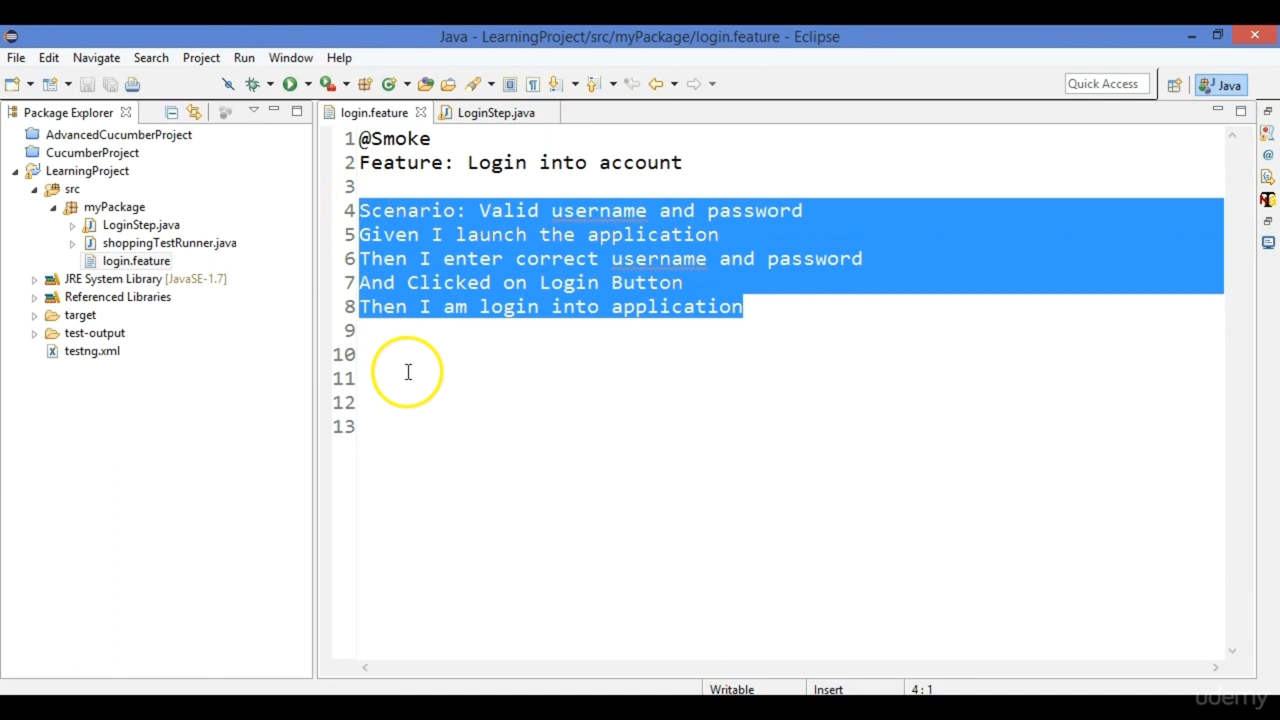 Java - LearningProject/src/myPackage/login.feature - Eclipse
File Edit Navigate Search Project Run Window Help
Quick Access Java
Package Explorer
login.feature LoginStep.java
AdvancedCucumberProject
CucumberProject
LearningProject
src
myPackage
LoginStep.java
shoppingTestRunner.java
login.feature
JRE System Library [JavaSE-1.7]
Referenced Libraries
target
test-output
testng.xml
1 @Smoke
2 Feature: Login into account
3
4 Scenario: Valid username and password
5 Given I launch the application
6 Then I enter correct username and password
7 And Clicked on Login Button
8 Then I am login into application
9
10
11
12
13
Writable Insert 4:1
udemy